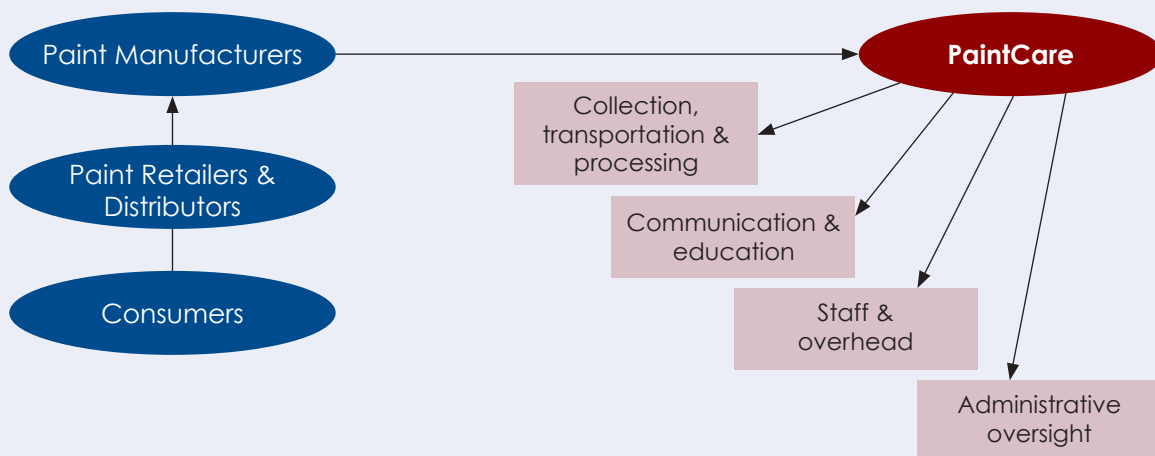 Paint Manufacturers
PaintCare
Collection,
transportation &
processing
Paint Retailers &
Distributors
Communication &
education
Consumers
Staff &
overhead
Administrative
oversight